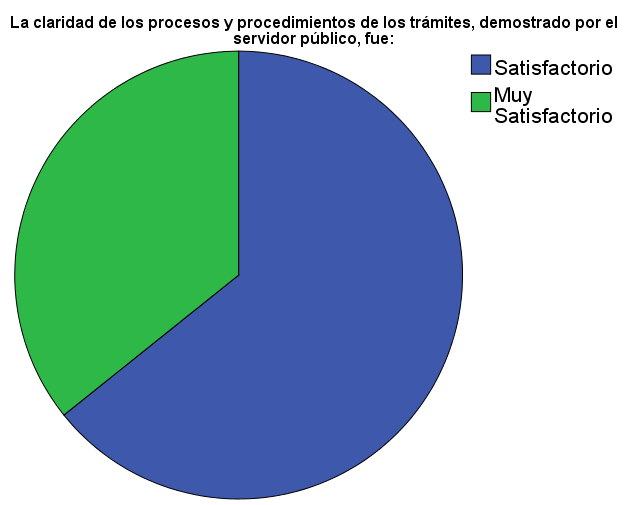 La claridad de los procesos y procedimientos de los trámites, demostrado por el
servidor público, fue:
Satisfactorio
Muy
Satisfactorio